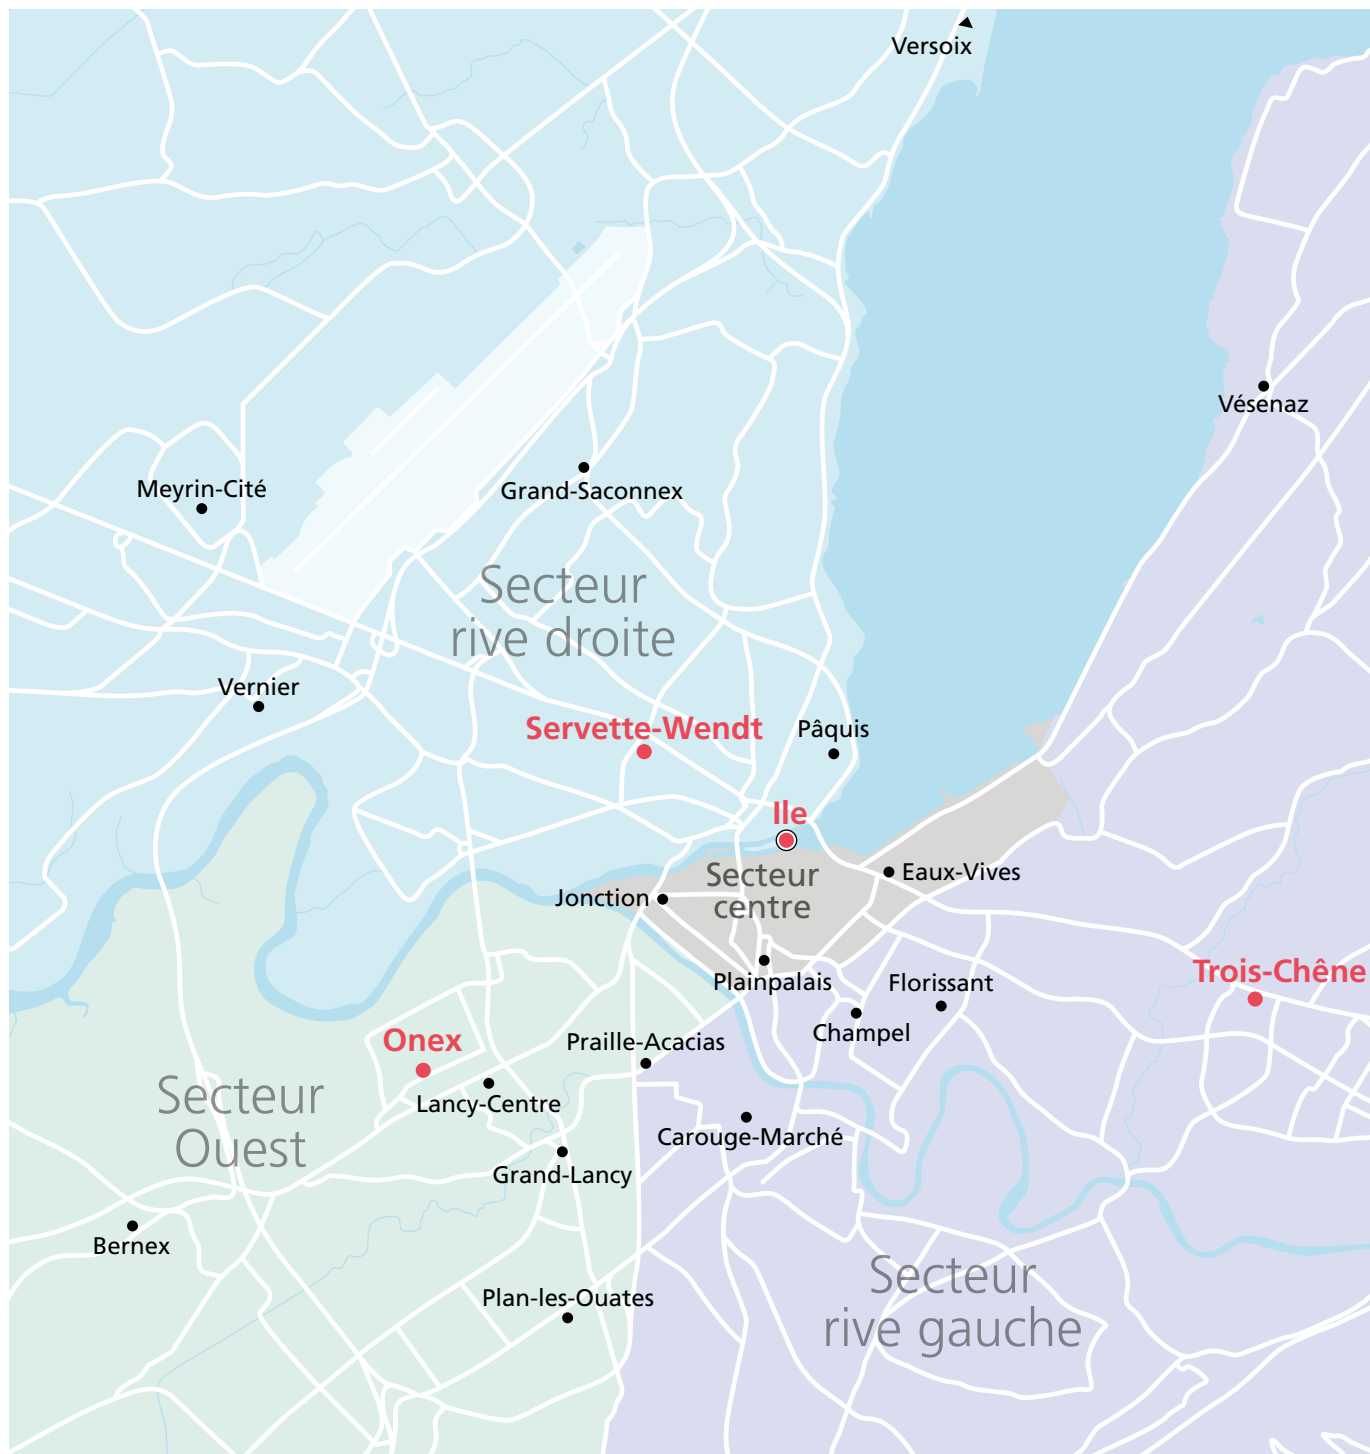 Versoix
Vésenaz
Meyrin-Cité
Grand-Saconnex
Secteur
rive droite
Vernier
Servette-Wendt
Pâquis
Ile
Secteur
centre
Eaux-Vives
Jonction
Plainpalais
Florissant
Trois-Chêne
Champel
Onex
Praille-Acacias
Lancy-Centre
Secteur
Ouest
Carouge-Marché
Grand-Lancy
Bernex
Secteur
rive gauche
Plan-les-Ouates